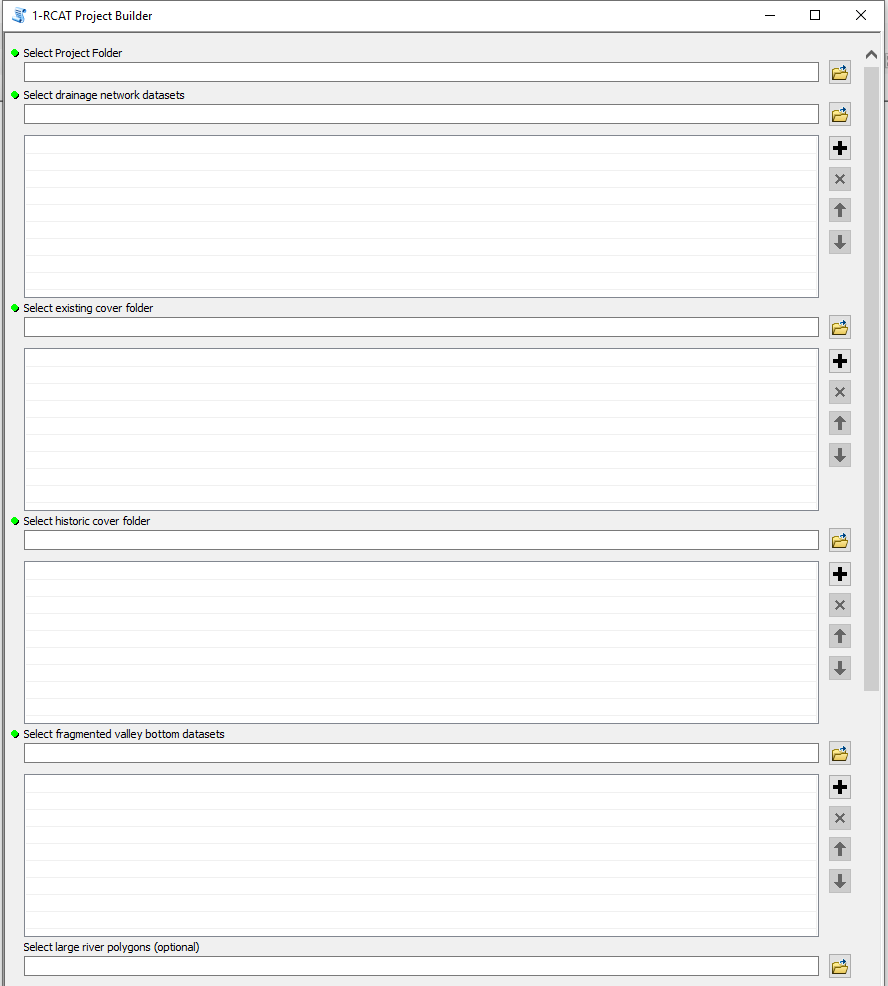 1-RCAT Project Builder
Select Project Folder
Select drainage network datasets
Select existing cover folder
Select historic cover folder
Select fragmented valley bottom datasets
Select large river polygons (optional)